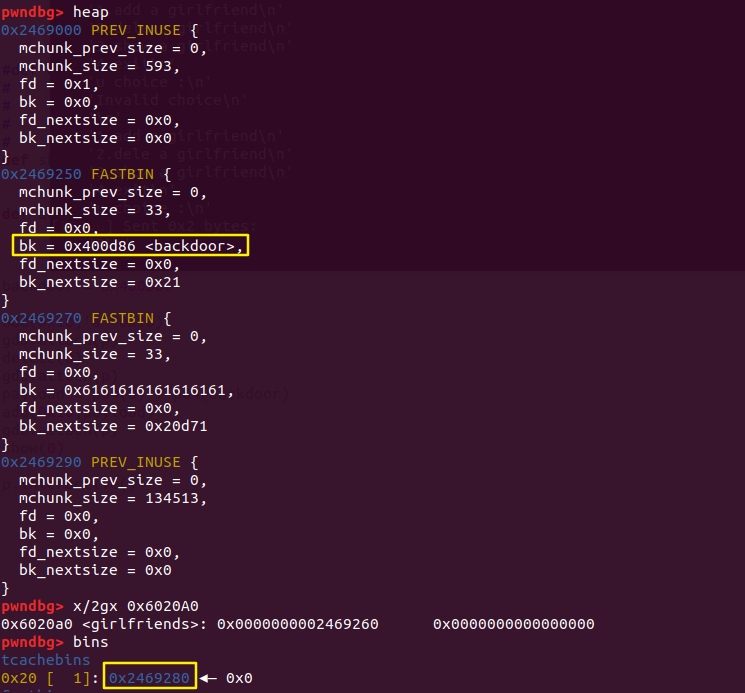 pwndbg> heap
0x2469000 PREV_INUSE {
mchunk_prev_size = 0,
mchunk_size = 593,
fd = 0x1,
bk = 0x0,
fd_nextsize = 0x0,
bk_nextsize = 0x0
}
0x2469250 FASTBIN {
mchunk_prev_size = 0,
mchunk_size = 33,
fd = 0x0,
bk = 0x400d86 <backdoor>,
fd_nextsize = 0x0,
bk_nextsize = 0x21
}
0x2469270 FASTBIN {
mchunk_prev_size = 0,
mchunk_size = 33,
fd = 0x0,
bk = 0x6161616161616161,
fd_nextsize = 0x0,
bk_nextsize = 0x20d71
}
0x2469290 PREV_INUSE {
mchunk_prev_size = 0,
mchunk_size = 134513,
fd = 0x0,
bk = 0x0,
fd_nextsize = 0x0,
bk_nextsize = 0x0
}
pwndbg> x/2gx 0x6020A0
0x6020a0 <girlfriends>: 0x0000000002469260 0x0000000000000000
pwndbg> bins
tcachebins
0x20 [ 1]: 0x2469280 ◂— 0x0